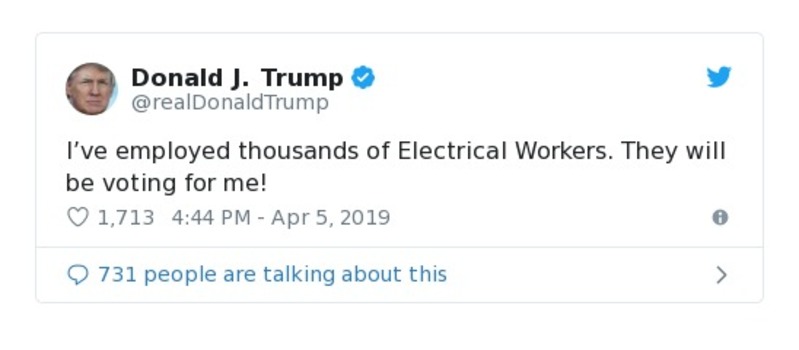 Donald J. Trump
@realDonaldTrump
I’ve employed thousands of Electrical Workers. They will
be voting for me!
1,713 4:44 PM - Apr 5, 2019
731 people are talking about this